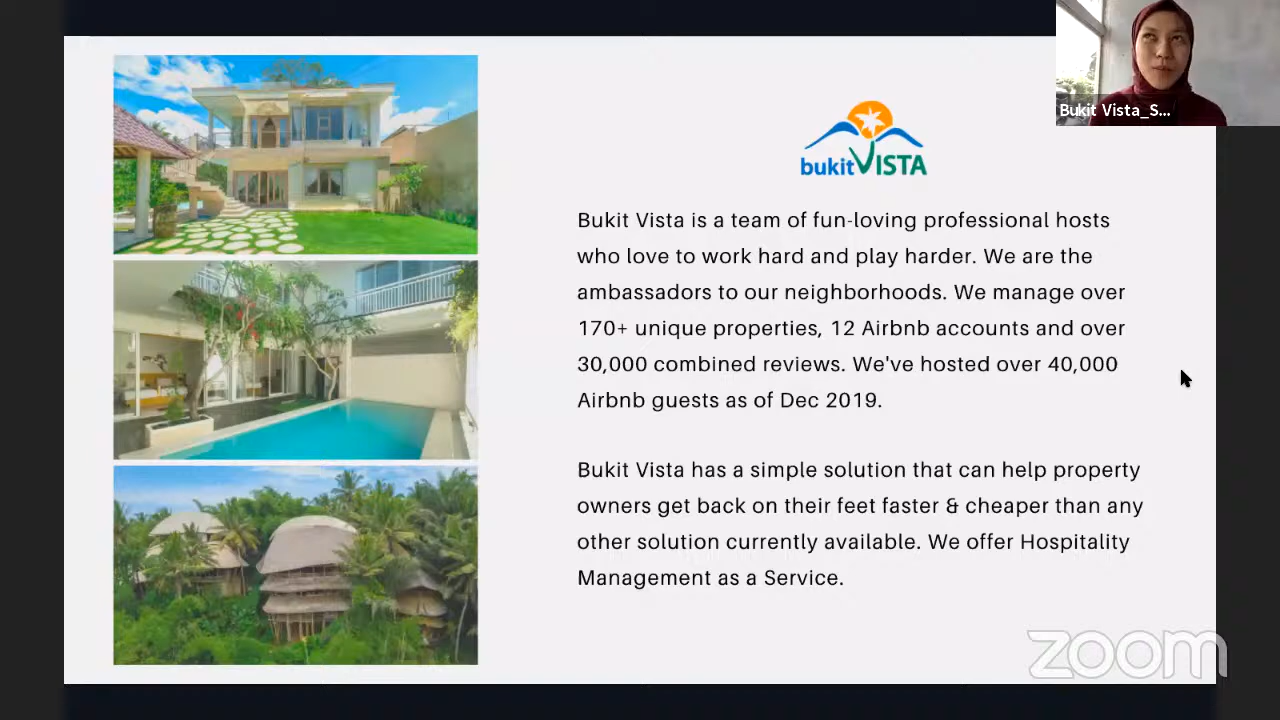 Bukit Vista_S...
bukit VISTA
Bukit Vista is a team of fun-loving professional hosts
who love to work hard and play harder. We are the
ambassadors to our neighborhoods. We manage over
170+ unique properties, 12 Airbnb accounts and over
30,000 combined reviews. We've hosted over 40,000
Airbnb guests as of Dec 2019.
Bukit Vista has a simple solution that can help property
owners get back on their feet faster & cheaper than any
other solution currently available. We offer Hospitality
Management as a Service.
zoom